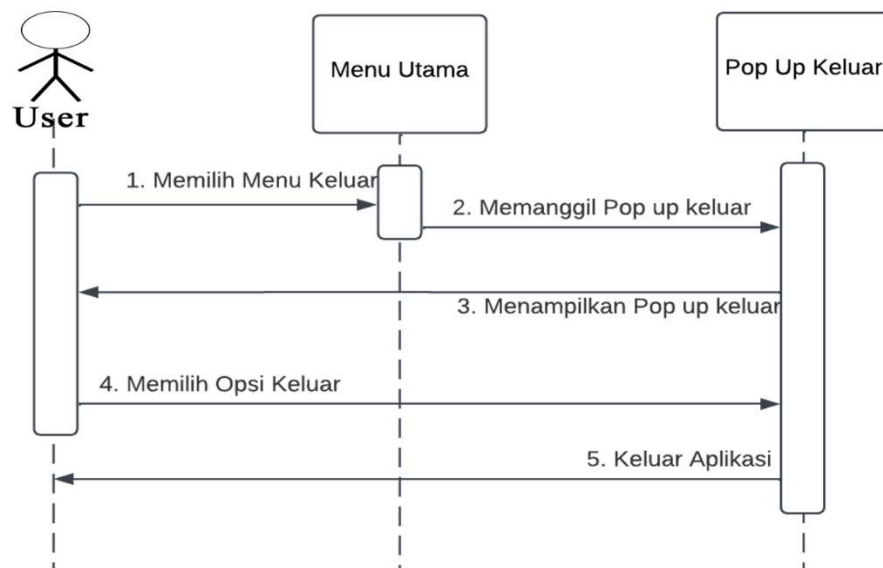 User
Menu Utama
Pop Up Keluar
1. Memilih Menu Keluar
2. Memanggil Pop up keluar
3. Menampilkan Pop up keluar
4. Memilih Opsi Keluar
5. Keluar Aplikasi